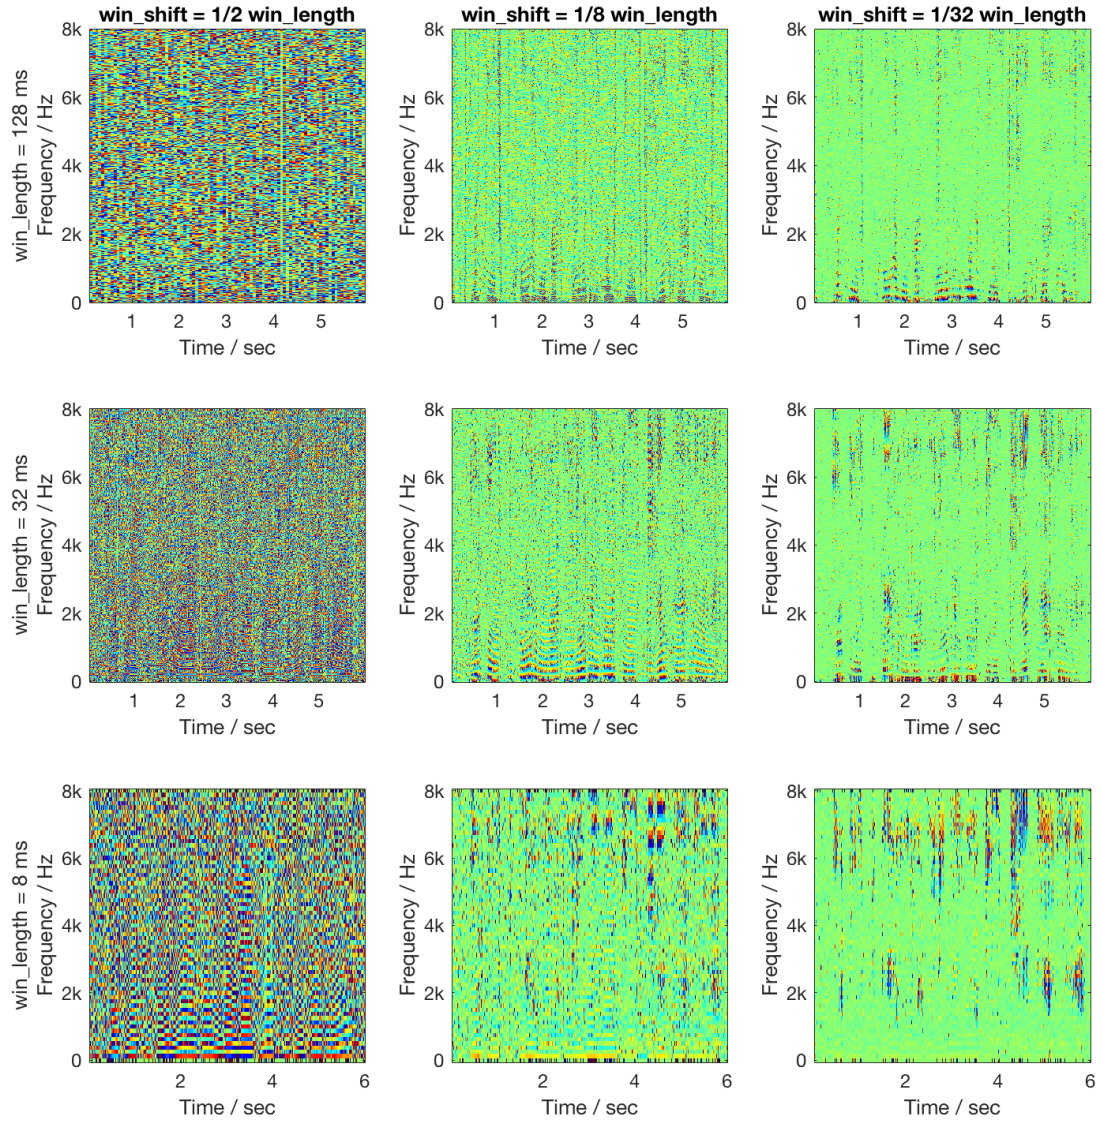 win_shift = 1/2 win_length
win_shift = 1/8 win_length
win_shift = 1/32 win_length
win_length = 128 ms
Frequency / Hz
8k
6k
4k
2k
0
1 2 3 4 5
Time / sec
Frequency / Hz
8k
6k
4k
2k
0
1 2 3 4 5
Time / sec
Frequency / Hz
8k
6k
4k
2k
0
1 2 3 4 5
Time / sec
win_length = 32 ms
Frequency / Hz
8k
6k
4k
2k
0
1 2 3 4 5
Time / sec
Frequency / Hz
8k
6k
4k
2k
0
1 2 3 4 5
Time / sec
Frequency / Hz
8k
6k
4k
2k
0
1 2 3 4 5
Time / sec
win_length = 8 ms
Frequency / Hz
8k
6k
4k
2k
0
2 4 6
Time / sec
Frequency / Hz
8k
6k
4k
2k
0
2 4 6
Time / sec
Frequency / Hz
8k
6k
4k
2k
0
2 4 6
Time / sec